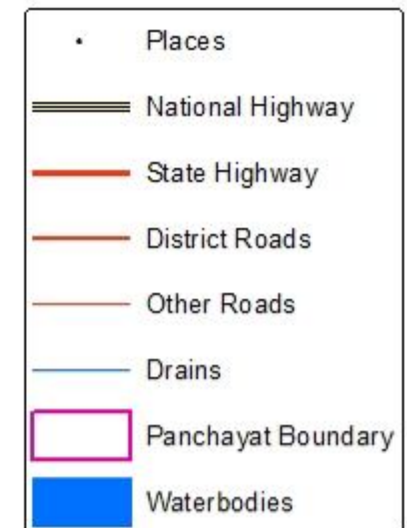 Places
National Highway
State Highway
District Roads
Other Roads
Drains
Panchayat Boundary
Waterbodies